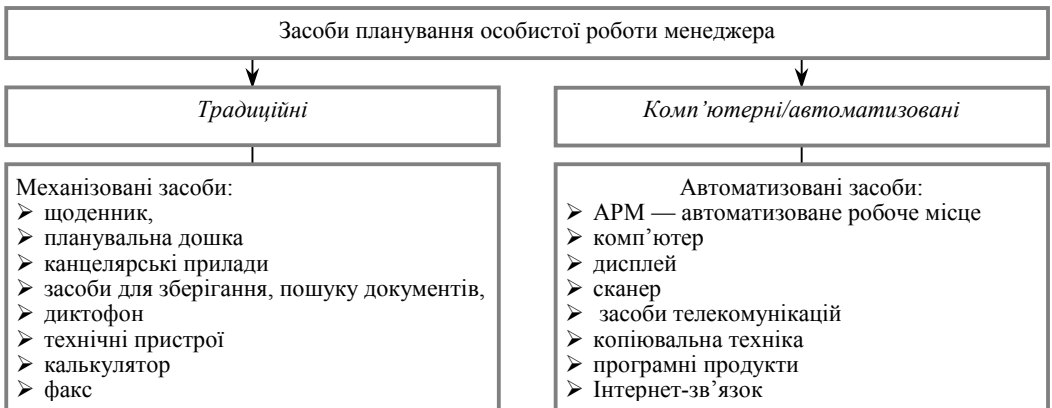 Засоби планування особистої роботи менеджера
Традиційні
Комп’ютерні/автоматизовані
Механізовані засоби:
➢ щоденник,
➢ планувальна дошка
➢ канцелярські прилади
➢ засоби для зберігання, пошуку документів,
➢ диктофон
➢ технічні пристрої
➢ калькулятор
➢ факс
Автоматизовані засоби:
➢ АРМ — автоматизоване робоче місце
➢ комп’ютер
➢ дисплей
➢ сканер
➢ засоби телекомунікацій
➢ копіювальна техніка
➢ програмні продукти
➢ Інтернет-зв’язок